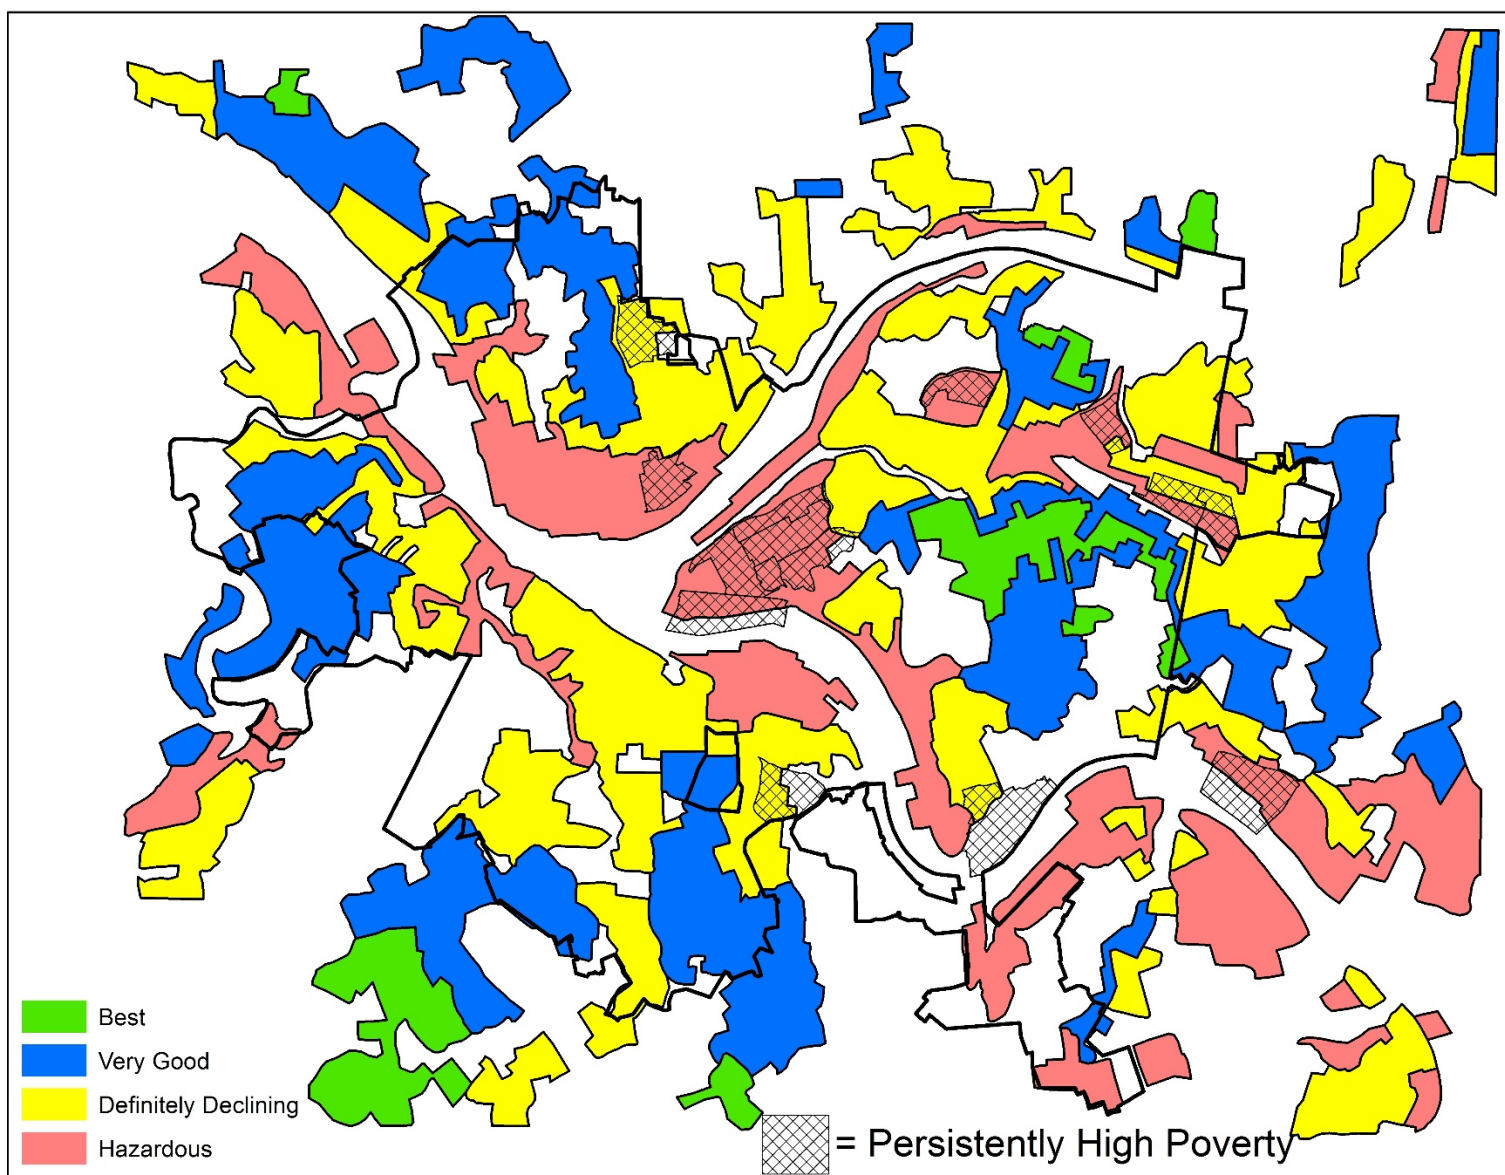 Best
Very Good
Definitely Declining
Hazardous
= Persistently High Poverty